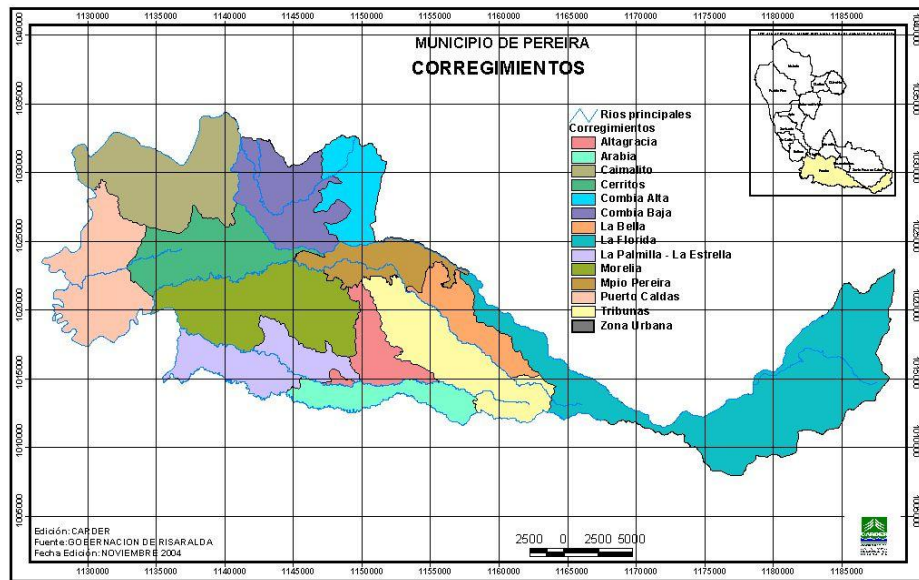 1130000 1135000 1140000 1145000 1150000 1155000 1160000 1165000 1170000 1175000 1180000 1185000
MUNICIPIO DE PEREIRA
CORREGIMIENTOS
Rios principales
Corregimientos
Altagracia
Arabia
Caimalito
Cerritos
Combia Alta
Combia Baja
La Bella
La Florida
La Palmilla - La Estrella
Morelia
Mpio Pereira
Puerto Caldas
Tribunas
Zona Urbana
1040000
1035000
1030000
1025000
1020000
1015000
1010000
1005000
Edición: CARDER
Fuente: GOBERNACION DE RISARALDA
Fecha Edición: NOVIEMBRE 2004
2500 0 2500 5000
CARDER
1130000 1135000 1140000 1145000 1150000 1155000 1160000 1165000 1170000 1175000 1180000 1185000